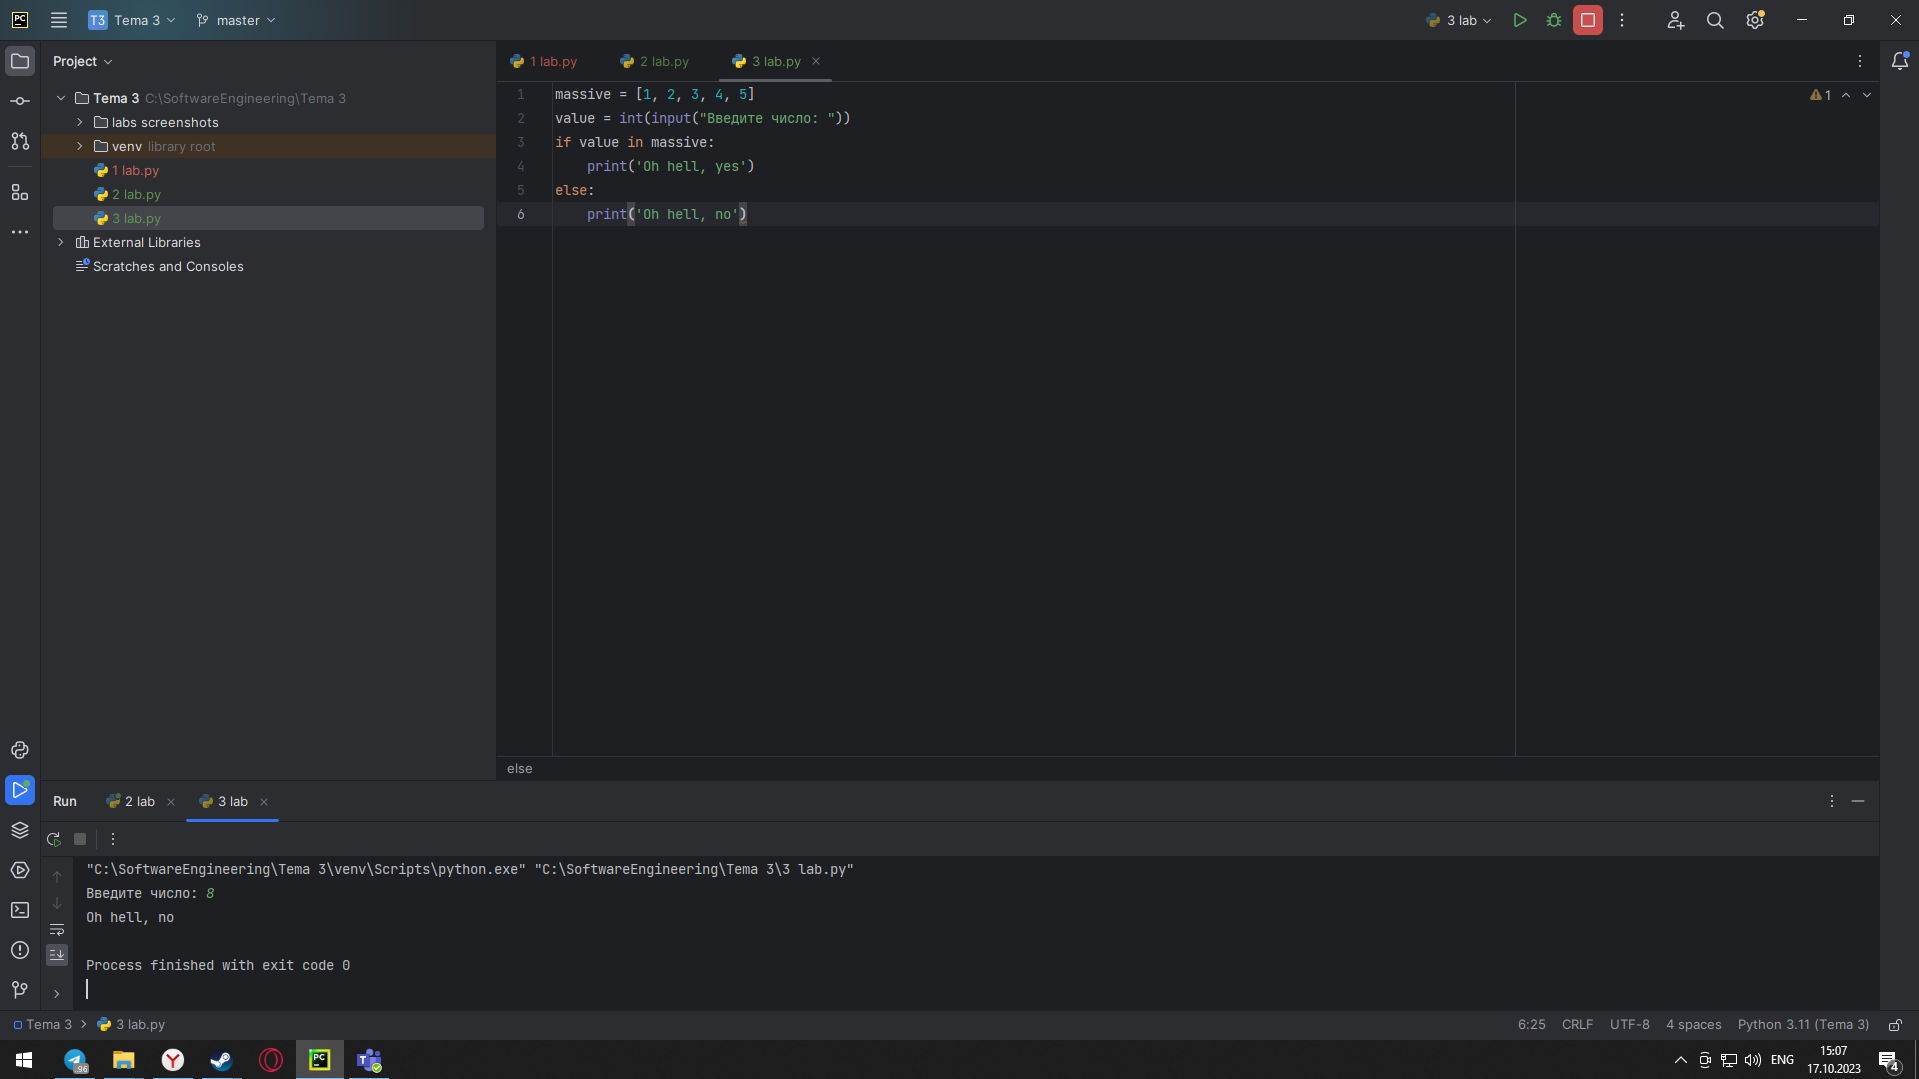 PC T3 Tema 3 master 3 lab
Project
1 lab.py 2 lab.py 3 lab.py
Tema 3 C:\SoftwareEngineering\Tema 3
labs screenshots
venv library root
1 lab.py
2 lab.py
3 lab.py
External Libraries
Scratches and Consoles
1 massive = [1, 2, 3, 4, 5]
2 value = int(input("Введите число: "))
3 if value in massive:
4 print('Oh hell, yes')
5 else:
6 print('Oh hell, no')
1
else
Run 2 lab 3 lab
"C:\SoftwareEngineering\Tema 3\venv\Scripts\python.exe" "C:\SoftwareEngineering\Tema 3\3 lab.py"
Введите число: 8
Oh hell, no
Process finished with exit code 0
Tema 3 3 lab.py 6:25 CRLF UTF-8 4 spaces Python 3.11 (Tema 3)
.96 PC T ENG 15:07
17.10.2023 4